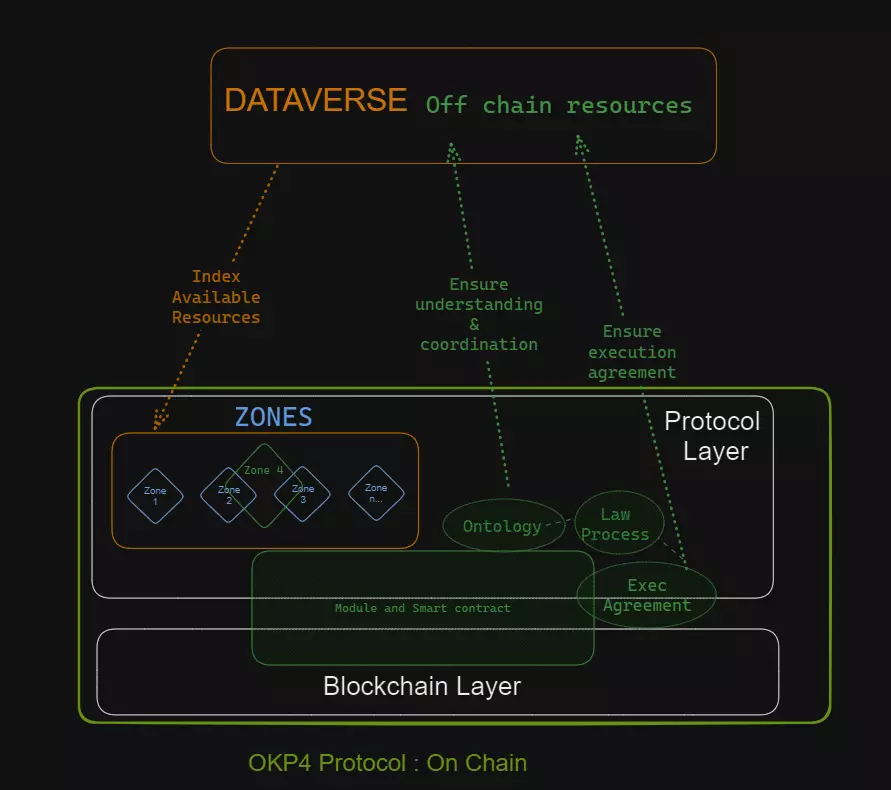 DATAVERSE Off chain resources
Index
Available
Resources
Ensure
understanding
&
coordination
Ensure
execution
agreement
ZONES
Protocol
Layer
Zone
1
Zone
2
Zone 4
Zone
3
Zone
n...
Ontology
Law
Process
Exec
Agreement
Module and Smart contract
Blockchain Layer
OKP4 Protocol : On Chain